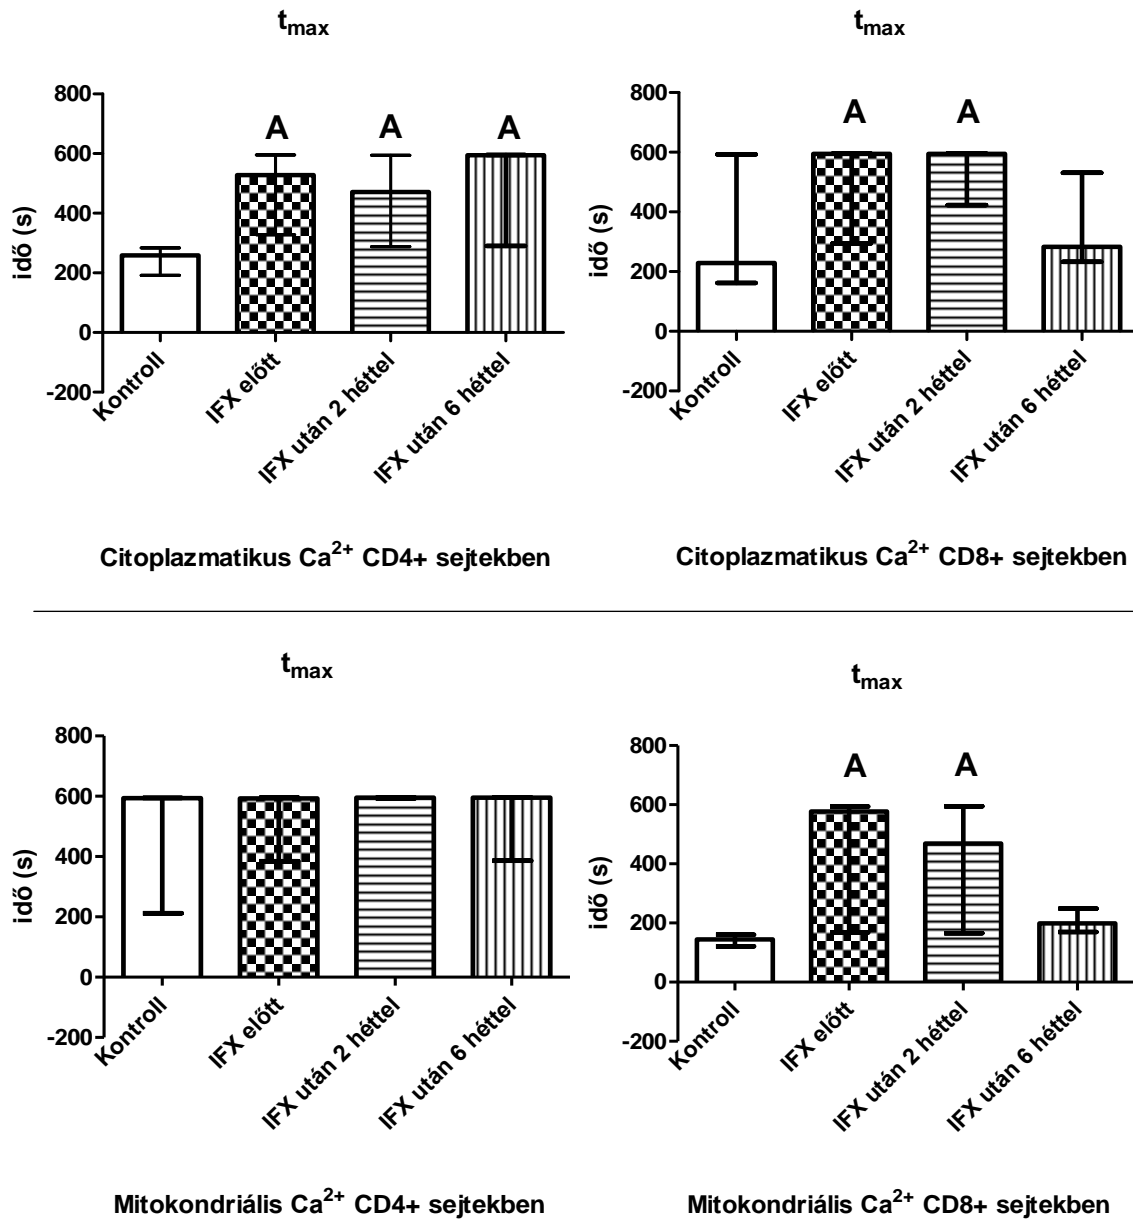 t_max
A A A
800
600
400
200
0
-200
idő (s)
Kontroll
IFX előtt
IFX után 2 héttel
IFX után 6 héttel
Citoplazmatikus Ca²⁺ CD4+ sejtekben
t_max
A A
800
600
400
200
0
-200
idő (s)
Kontroll
IFX előtt
IFX után 2 héttel
IFX után 6 héttel
Citoplazmatikus Ca²⁺ CD8+ sejtekben
t_max
800
600
400
200
0
-200
idő (s)
Kontroll
IFX előtt
IFX után 2 héttel
IFX után 6 héttel
Mitokondriális Ca²⁺ CD4+ sejtekben
t_max
A A
800
600
400
200
0
-200
idő (s)
Kontroll
IFX előtt
IFX után 2 héttel
IFX után 6 héttel
Mitokondriális Ca²⁺ CD8+ sejtekben